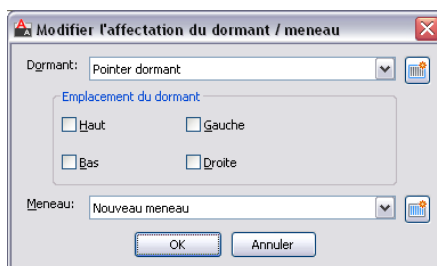 Modifier l'affectation du dormant / meneau
Dormant: Pointer dormant
Emplacement du dormant
Haut Gauche
Bas Droite
Meneau: Nouveau meneau
OK Annuler